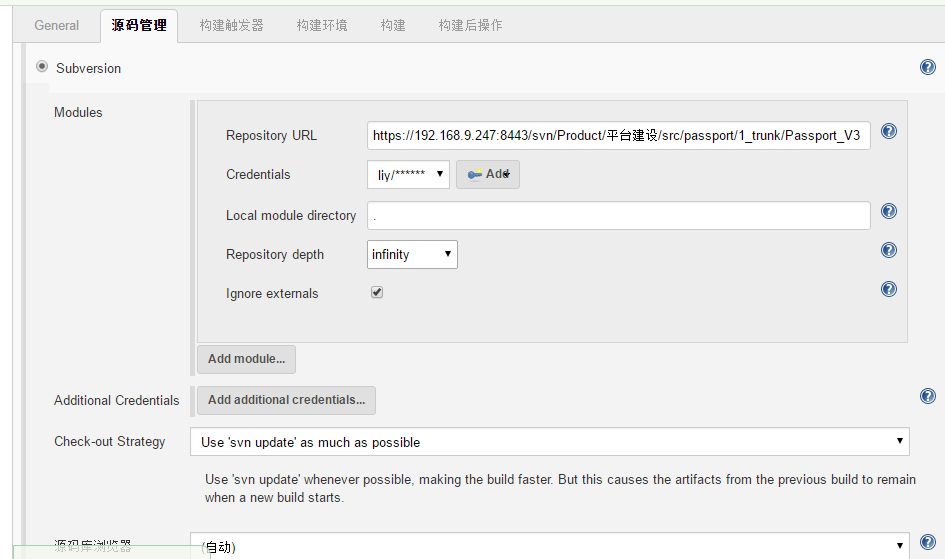 General 源码管理 构建触发器 构建环境 构建 构建后操作
Subversion
Modules
Repository URL https://192.168.9.247:8443/svn/Product/平台建设/src/passport/1_trunk/Passport_V3
Credentials liy/****** Add
Local module directory .
Repository depth infinity
Ignore externals
Add module...
Additional Credentials Add additional credentials...
Check-out Strategy Use 'svn update' as much as possible
Use 'svn update' whenever possible, making the build faster. But this causes the artifacts from the previous build to remain
when a new build starts.
源码库浏览器 (自动)